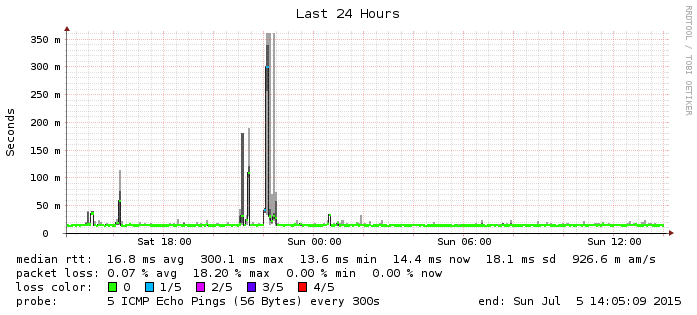 Last 24 Hours
RRDTOOL / TOBI OETIKER
Seconds
350 m
300 m
250 m
200 m
150 m
100 m
50 m
0
Sat 18:00 Sun 00:00 Sun 06:00 Sun 12:00
median rtt: 16.8 ms avg 300.1 ms max 13.6 ms min 14.4 ms now 18.1 ms sd 926.6 m am/s
packet loss: 0.07 % avg 18.20 % max 0.00 % min 0.00 % now
loss color: 0 1/5 2/5 3/5 4/5
probe: 5 ICMP Echo Pings (56 Bytes) every 300s end: Sun Jul 5 14:05:09 2015